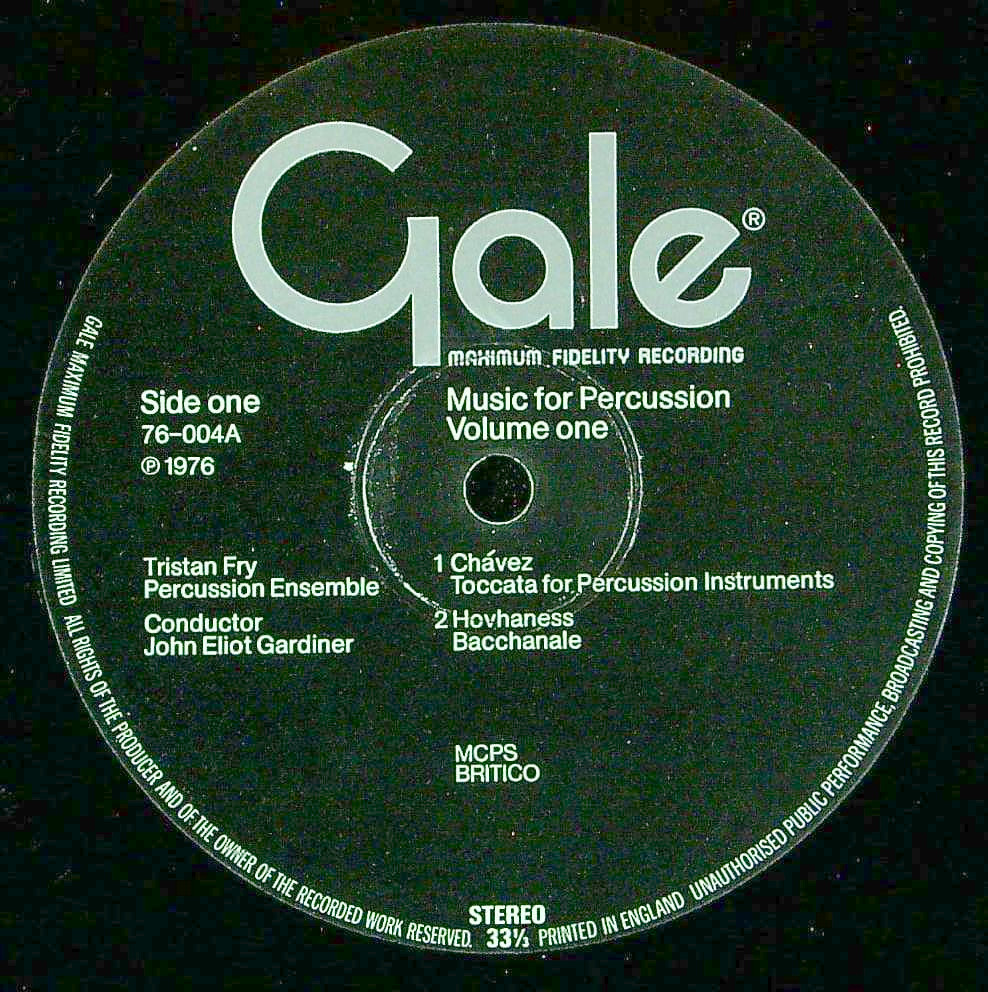 Gale®
MAXIMUM FIDELITY RECORDING
Side one
76–004A
℗ 1976
Music for Percussion
Volume one
Tristan Fry
Percussion Ensemble
Conductor
John Eliot Gardiner
1 Chávez
Toccata for Percussion Instruments
2 Hovhaness
Bacchanale
MCPS
BRITICO
STEREO
33⅓
GALE MAXIMUM FIDELITY RECORDING LIMITED ALL RIGHTS OF THE PRODUCER AND OF THE OWNER OF THE RECORDED WORK RESERVED. PRINTED IN ENGLAND UNAUTHORISED PUBLIC PERFORMANCE, BROADCASTING AND COPYING OF THIS RECORD PROHIBITED.